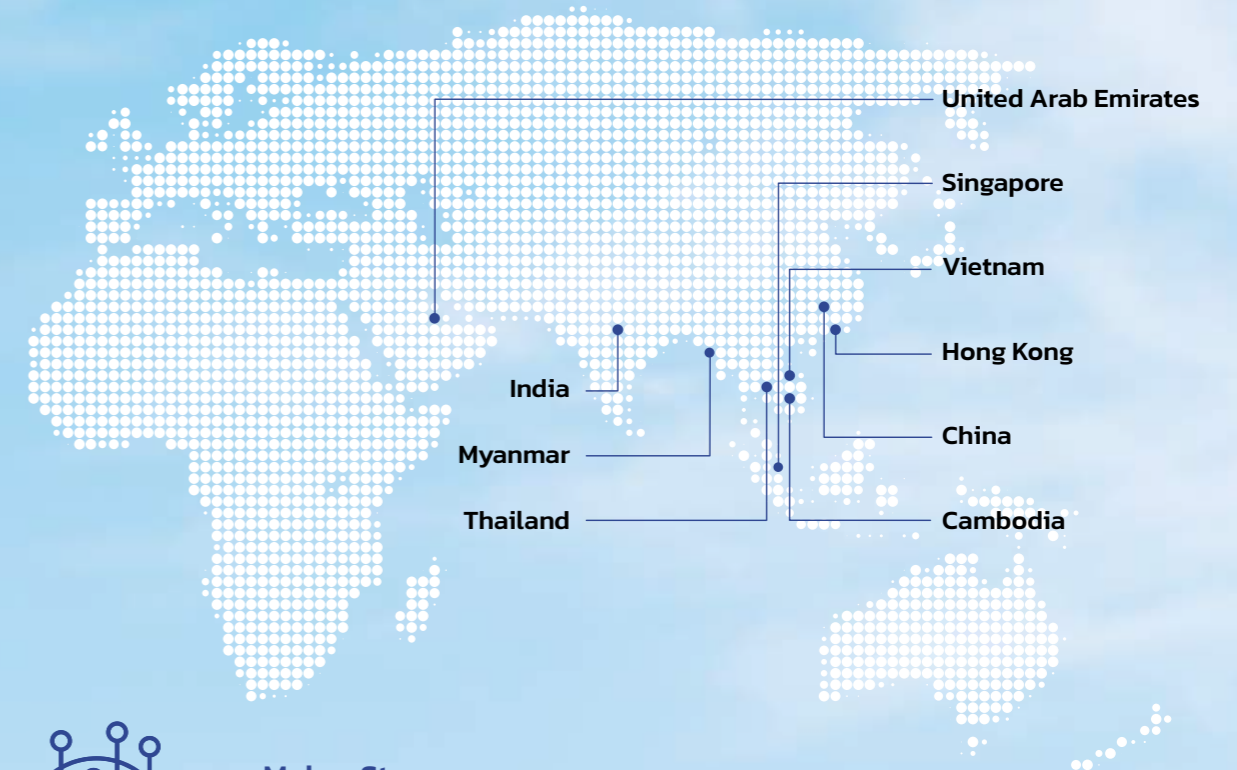 United Arab Emirates
Singapore
Vietnam
Hong Kong
India
China
Myanmar
Thailand
Cambodia